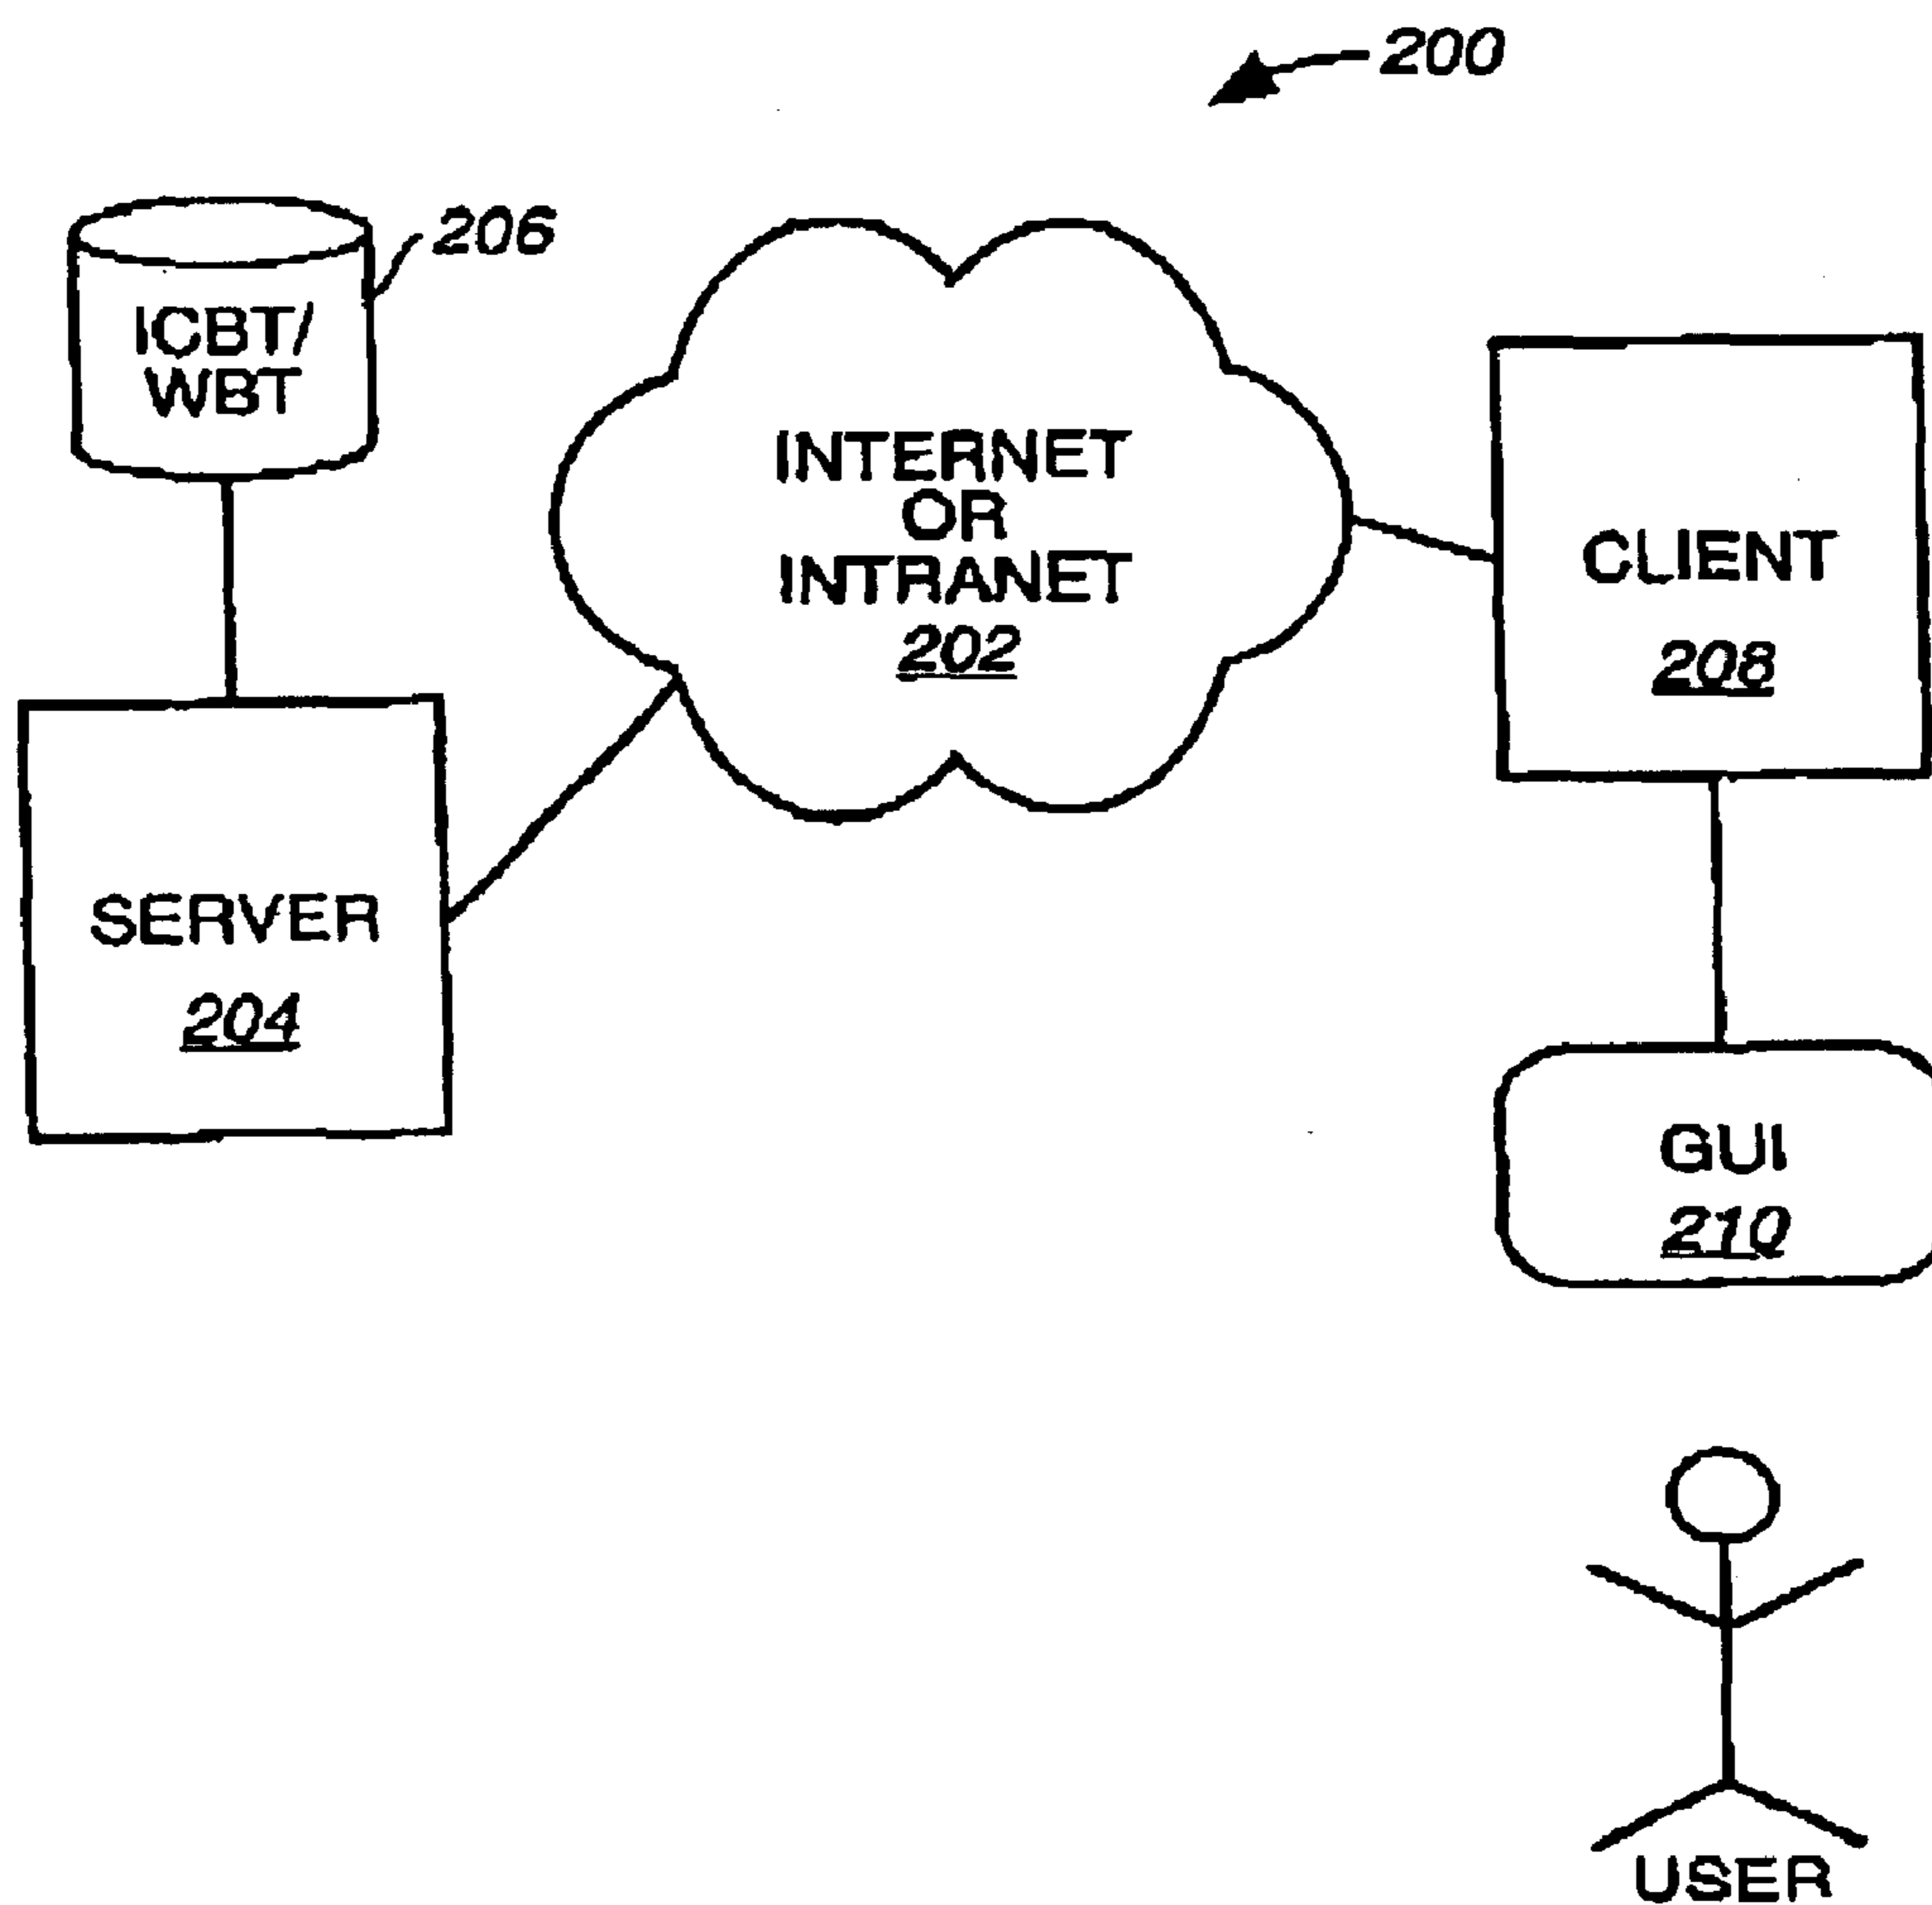 200
206
ICBT/
WBT
INTERNET
OR
INTRANET
202
CLIENT
208
SERVER
204
GUI
210
USER